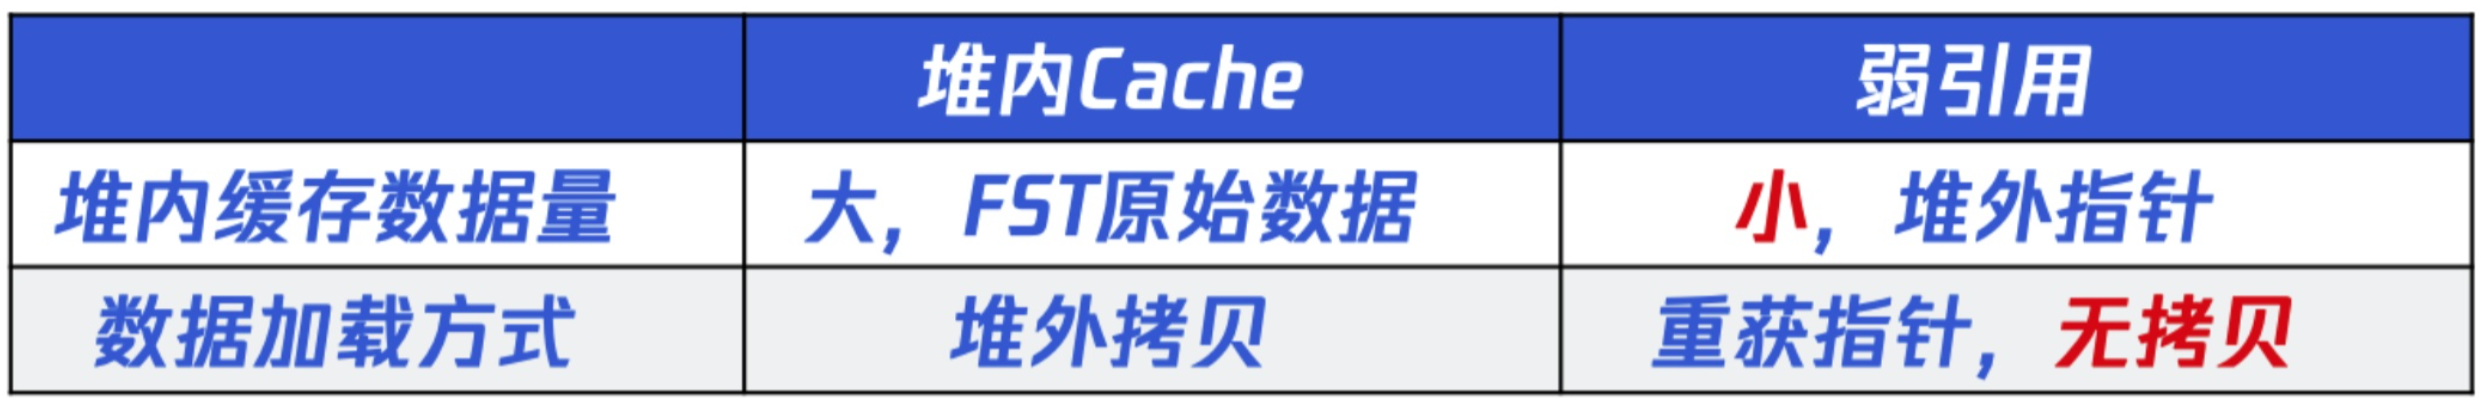 堆内Cache 弱引用
堆内缓存数据量 大，FST原始数据 小，堆外指针
数据加载方式 堆外拷贝 重获指针，无拷贝